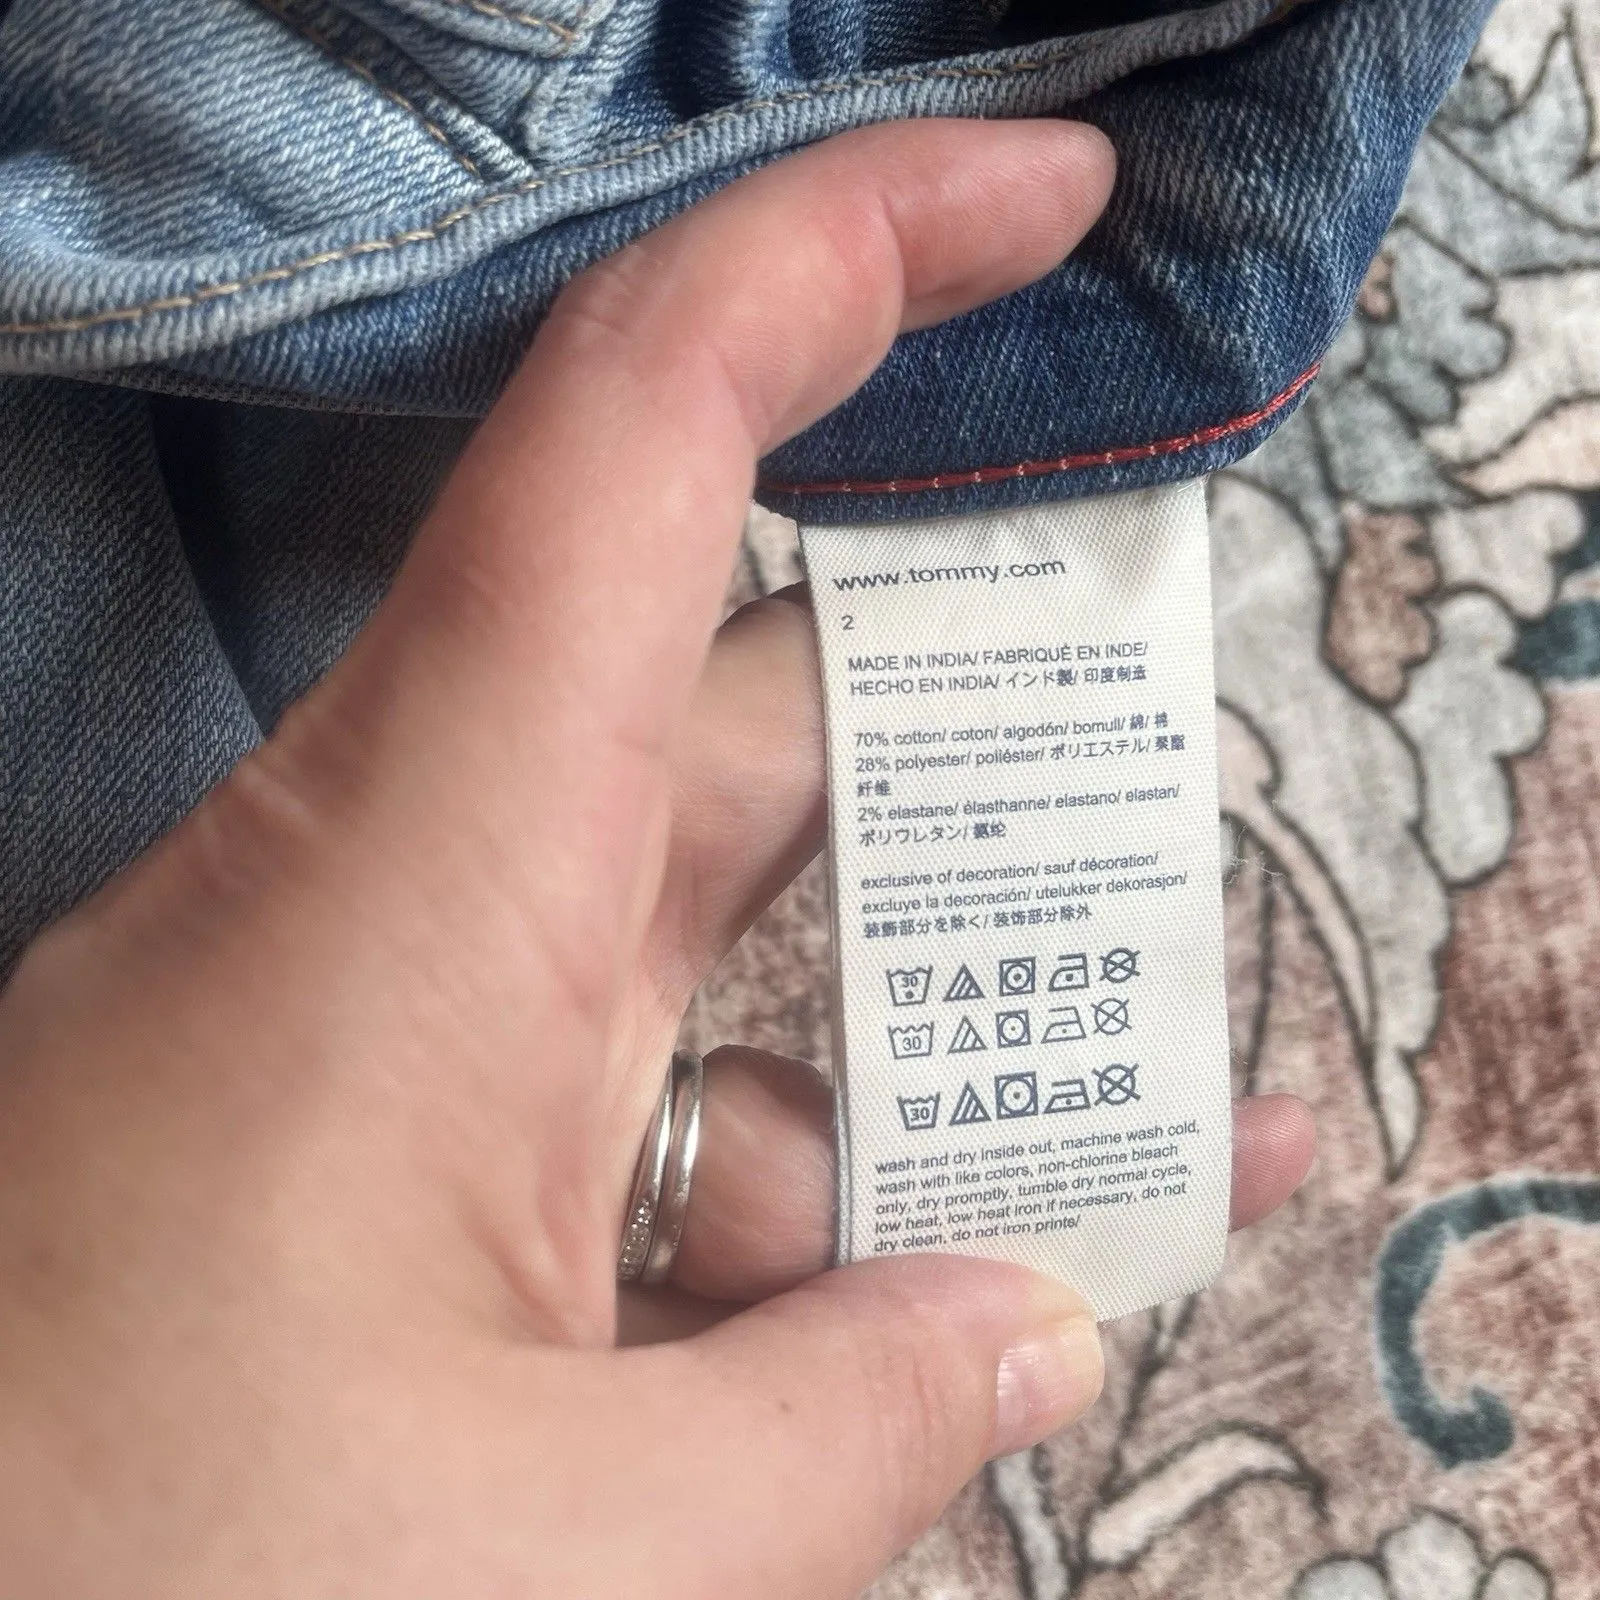 www.tommy.com
2
MADE IN INDIA/ FABRIQUÉ EN INDE/
HECHO EN INDIA/ インド製/ 印度制造
70% cotton/ coton/ algodón/ bomull/ 綿/ 棉
28% polyester/ poliéster/ ポリエステル/ 聚酯
纤维
2% elastane/ élasthanne/ elastano/ elastan/
ポリウレタン/ 氨纶
exclusive of decoration/ sauf décoration/
excluye la decoración/ utelukker dekorasjon/
装飾部分を除く/ 装饰部分除外
30
30
30
wash and dry inside out, machine wash cold,
wash with like colors, non-chlorine bleach
only, dry promptly, tumble dry normal cycle,
low heat, low heat iron if necessary, do not
dry clean, do not iron prints/